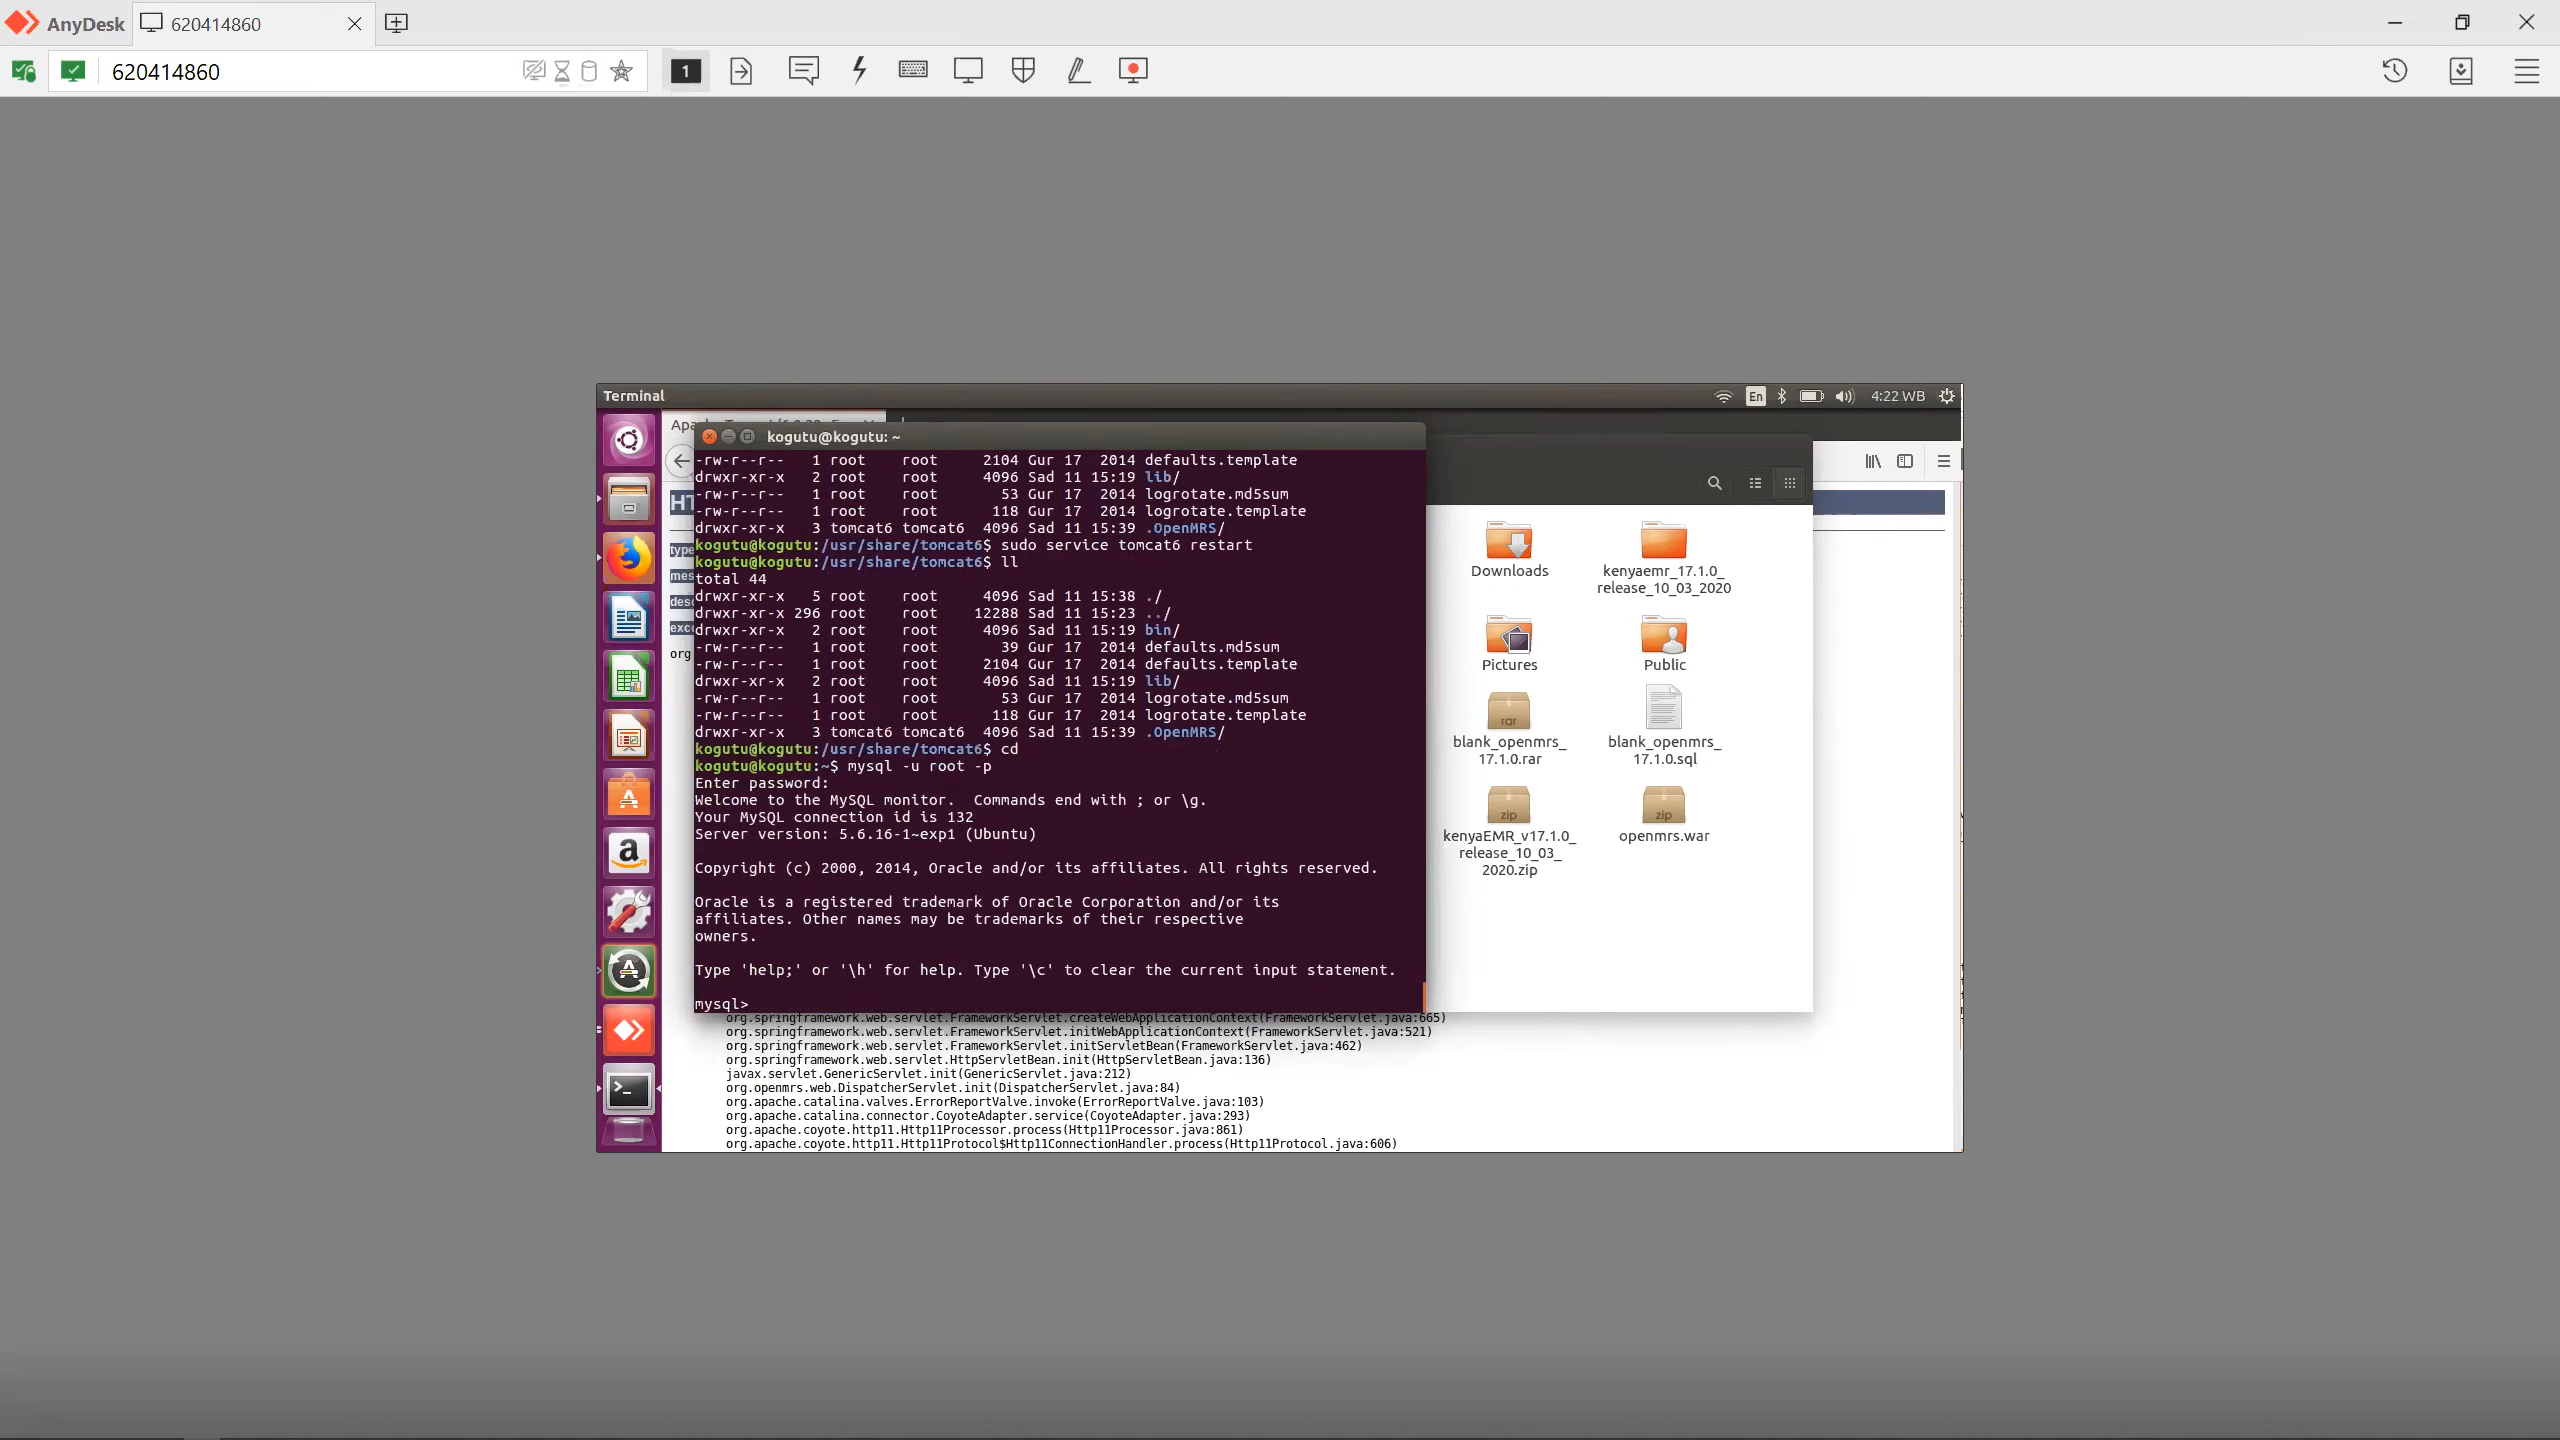 AnyDesk
620414860
620414860
1
Terminal
En
4:22 WB
kogutu@kogutu: ~
-rw-r--r--   1 root    root     2104 Gur 17  2014 defaults.template
drwxr-xr-x   2 root    root     4096 Sad 11 15:19 lib/
-rw-r--r--   1 root    root       53 Gur 17  2014 logrotate.md5sum
-rw-r--r--   1 root    root      118 Gur 17  2014 logrotate.template
drwxr-xr-x   3 tomcat6 tomcat6  4096 Sad 11 15:39 .OpenMRS/
kogutu@kogutu:/usr/share/tomcat6$ sudo service tomcat6 restart
kogutu@kogutu:/usr/share/tomcat6$ ll
total 44
drwxr-xr-x   5 root    root     4096 Sad 11 15:38 ./
drwxr-xr-x 296 root    root    12288 Sad 11 15:23 ../
drwxr-xr-x   2 root    root     4096 Sad 11 15:19 bin/
-rw-r--r--   1 root    root       39 Gur 17  2014 defaults.md5sum
-rw-r--r--   1 root    root     2104 Gur 17  2014 defaults.template
drwxr-xr-x   2 root    root     4096 Sad 11 15:19 lib/
-rw-r--r--   1 root    root       53 Gur 17  2014 logrotate.md5sum
-rw-r--r--   1 root    root      118 Gur 17  2014 logrotate.template
drwxr-xr-x   3 tomcat6 tomcat6  4096 Sad 11 15:39 .OpenMRS/
kogutu@kogutu:/usr/share/tomcat6$ cd
kogutu@kogutu:~$ mysql -u root -p
Enter password:
Welcome to the MySQL monitor.  Commands end with ; or \g.
Your MySQL connection id is 132
Server version: 5.6.16-1~exp1 (Ubuntu)
Copyright (c) 2000, 2014, Oracle and/or its affiliates. All rights reserved.
Oracle is a registered trademark of Oracle Corporation and/or its
affiliates. Other names may be trademarks of their respective
owners.
Type 'help;' or '\h' for help. Type '\c' to clear the current input statement.
mysql>
Downloads
kenyaemr_17.1.0_
release_10_03_2020
Pictures
Public
rar
blank_openmrs_
17.1.0.rar
blank_openmrs_
17.1.0.sql
zip
kenyaEMR_v17.1.0_
release_10_03_
2020.zip
zip
openmrs.war
org.springframework.web.servlet.FrameworkServlet.createWebApplicationContext(FrameworkServlet.java:665)
org.springframework.web.servlet.FrameworkServlet.initWebApplicationContext(FrameworkServlet.java:521)
org.springframework.web.servlet.FrameworkServlet.initServletBean(FrameworkServlet.java:462)
org.springframework.web.servlet.HttpServletBean.init(HttpServletBean.java:136)
javax.servlet.GenericServlet.init(GenericServlet.java:212)
org.openmrs.web.DispatcherServlet.init(DispatcherServlet.java:84)
org.apache.catalina.valves.ErrorReportValve.invoke(ErrorReportValve.java:103)
org.apache.catalina.connector.CoyoteAdapter.service(CoyoteAdapter.java:293)
org.apache.coyote.http11.Http11Processor.process(Http11Processor.java:861)
org.apache.coyote.http11.Http11Protocol$Http11ConnectionHandler.process(Http11Protocol.java:606)